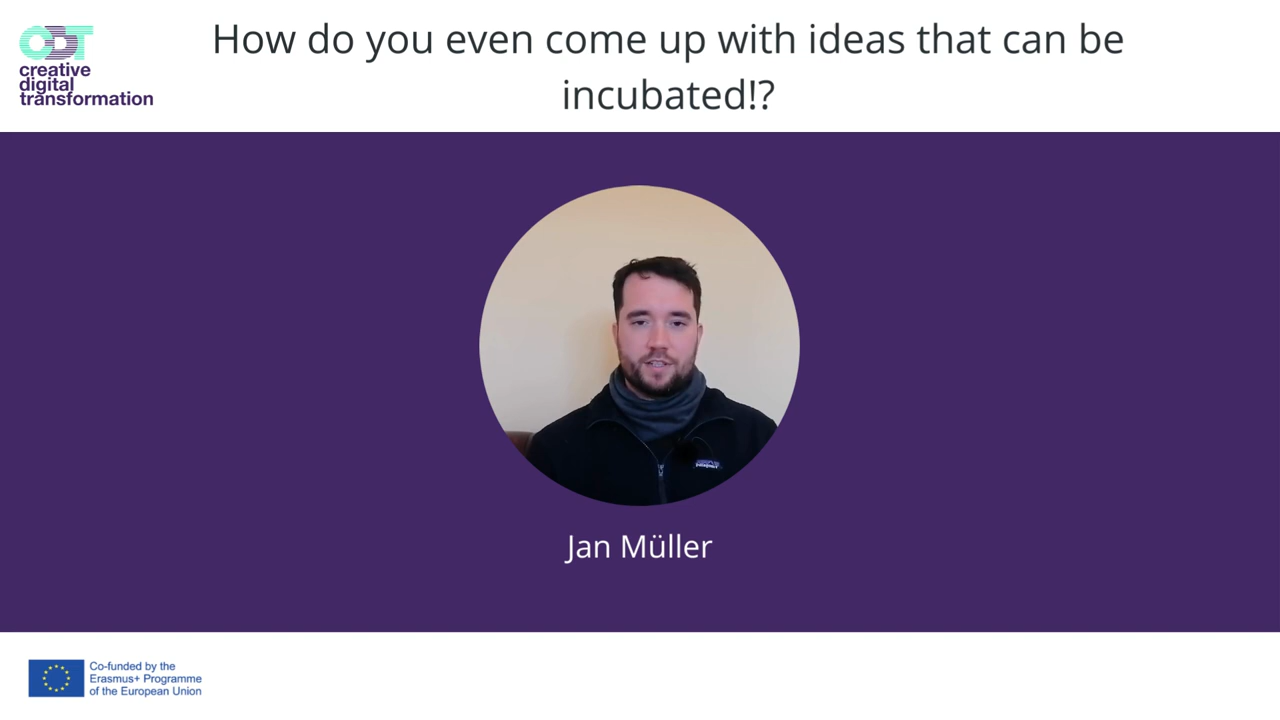 How do you even come up with ideas that can be
incubated!?
CDT
creative
digital
transformation
Jan Müller
Co-funded by the
Erasmus+ Programme
of the European Union